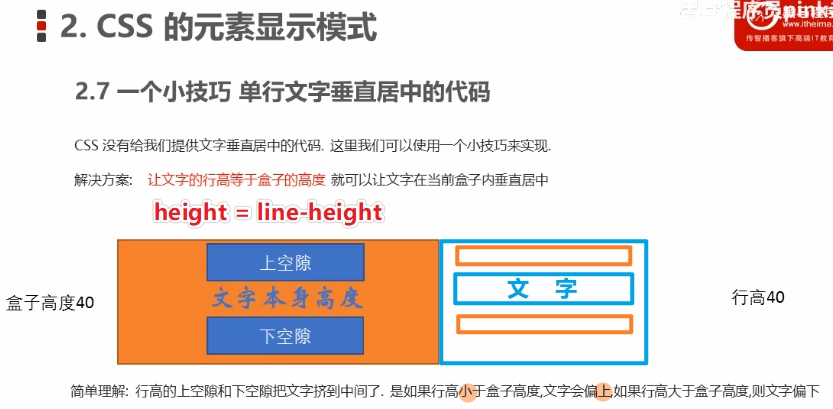 2. CSS 的元素显示模式
程序员pink
www.itheima
传智播客旗下高端IT教育
2.7 一个小技巧 单行文字垂直居中的代码
CSS 没有给我们提供文字垂直居中的代码. 这里我们可以使用一个小技巧来实现.
解决方案: 让文字的行高等于盒子的高度 就可以让文字在当前盒子内垂直居中
height = line-height
上空隙
盒子高度40
文字本身高度
文 字
行高40
下空隙
简单理解: 行高的上空隙和下空隙把文字挤到中间了. 是如果行高小于盒子高度,文字会偏上,如果行高大于盒子高度,则文字偏下